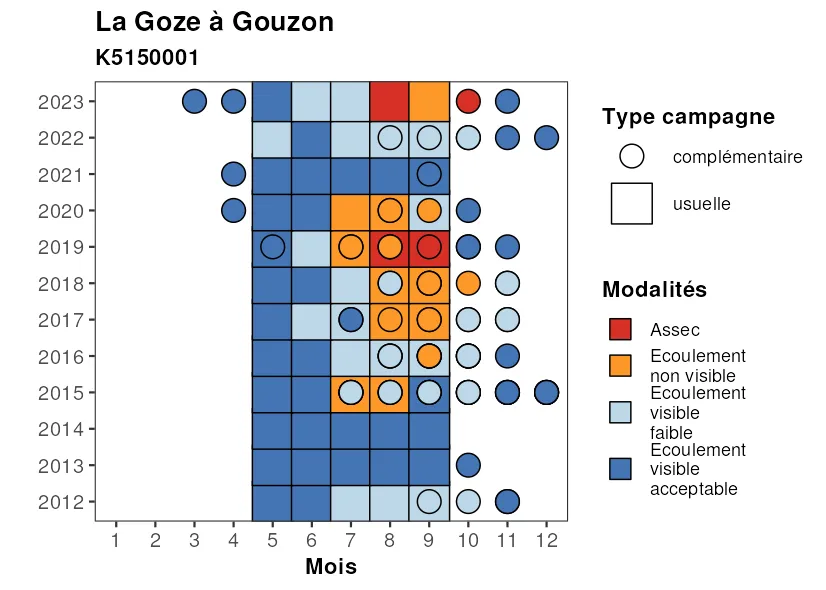 La Goze à Gouzon
K5150001
2023
2022
2021
2020
2019
2018
2017
2016
2015
2014
2013
2012
1 2 3 4 5 6 7 8 9 10 11 12
Mois
Type campagne
complémentaire
usuelle
Modalités
Assec
Ecoulement
non visible
Ecoulement
visible
faible
Ecoulement
visible
acceptable